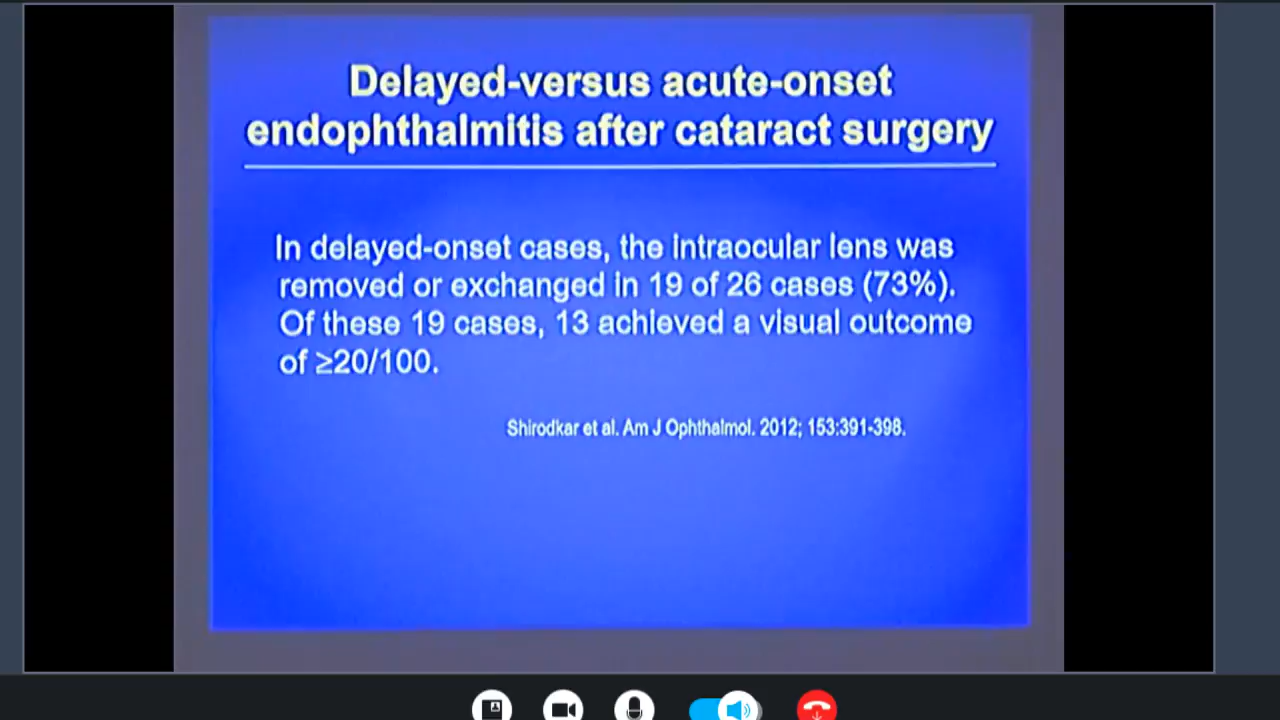 Delayed-versus acute-onset
endophthalmitis after cataract surgery
In delayed-onset cases, the intraocular lens was
removed or exchanged in 19 of 26 cases (73%).
Of these 19 cases, 13 achieved a visual outcome
of ≥20/100.
Shirodkar et al. Am J Ophthalmol. 2012; 153:391-398.